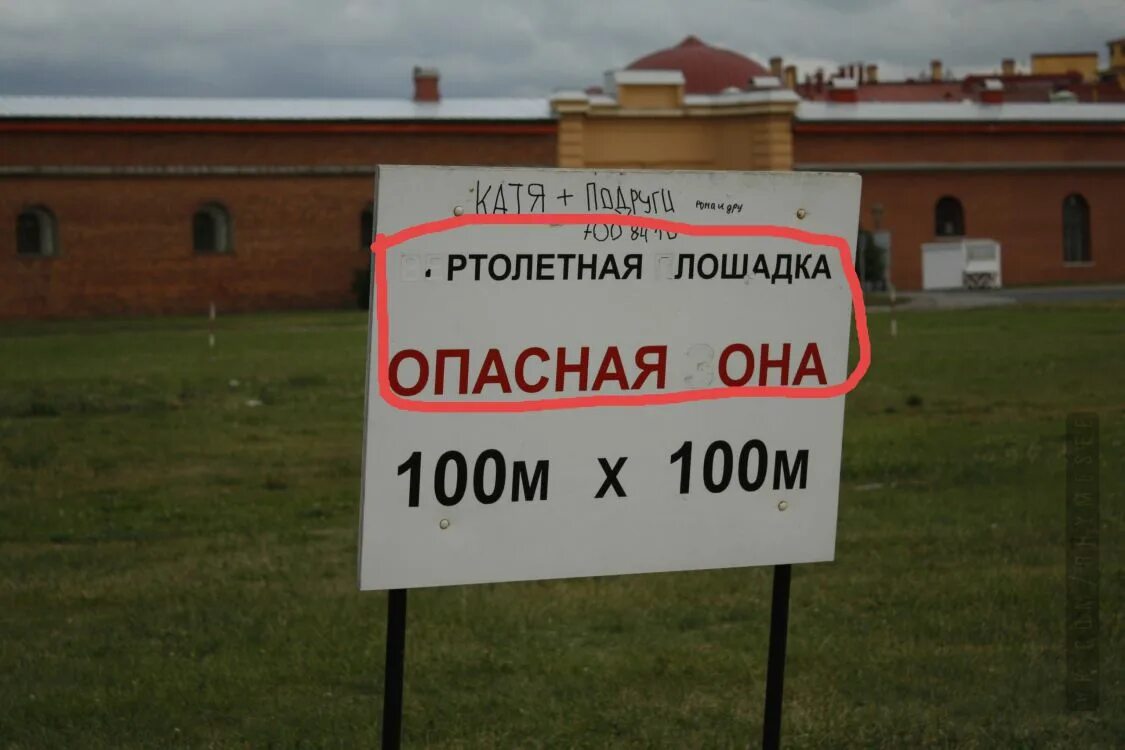 КАТЯ + ПОДРУГИ
.РТОЛЕТНАЯ ЛОШАДКА
ОПАСНАЯ ОНА
100м х 100м